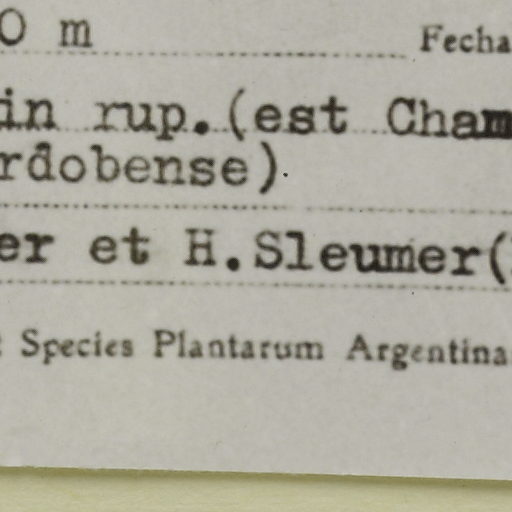 0 m Fecha
in rup.(est Cham
rdobense).
er et H.Sleumer(
Species Plantarum Argentina